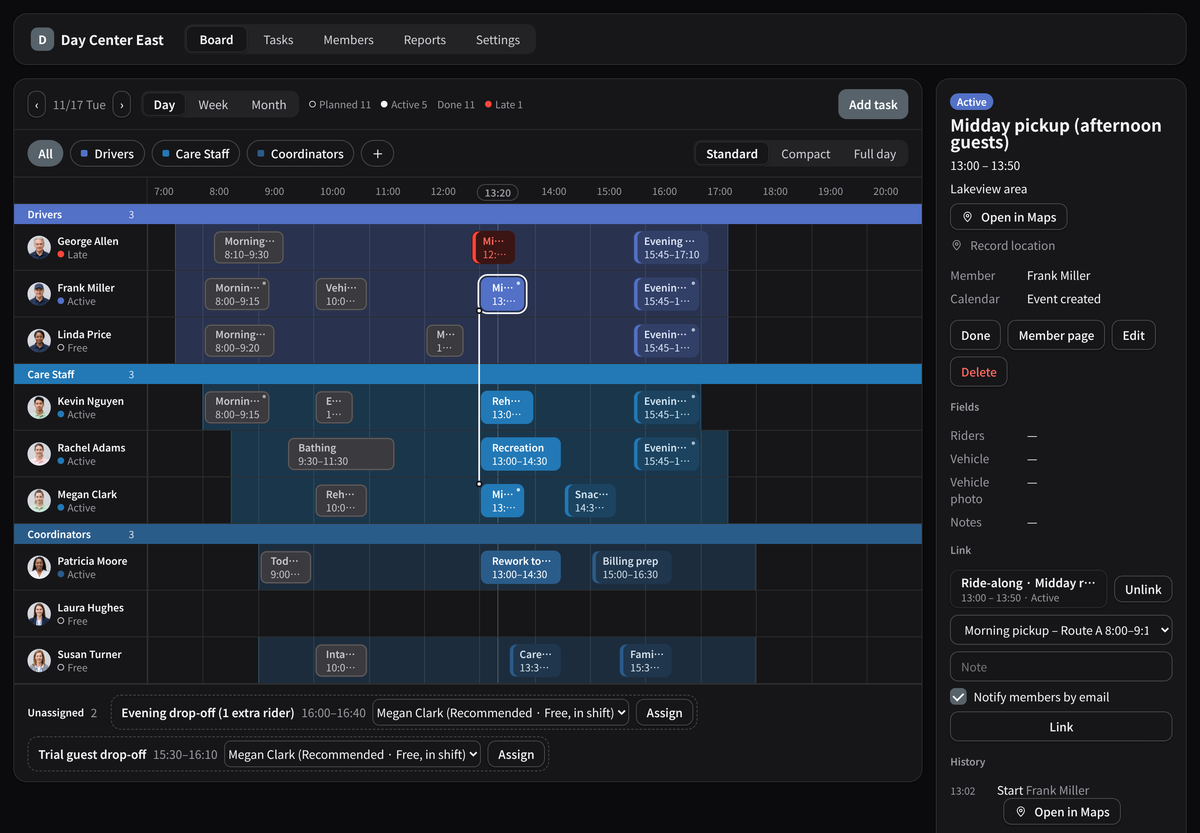 D Day Center East Board Tasks Members Reports Settings
‹ 11/17 Tue › Day Week Month Planned 11 Active 5 Done 11 Late 1 Add task
All Drivers Care Staff Coordinators + Standard Compact Full day
7:00 8:00 9:00 10:00 11:00 12:00 13:20 14:00 15:00 16:00 17:00 18:00 19:00 20:00
Drivers 3
George Allen Morning··· Mi··· Evening ···
Late 8:10–9:30 12:··· 15:45–17:10
Frank Miller Mornin··· Vehi··· Mi··· Evenin···
Active 8:00–9:15 10:0··· 13:··· 15:45–1···
Linda Price Morning··· M··· Evenin···
Free 8:00–9:20 1··· 15:45–1···
Care Staff 3
Kevin Nguyen Mornin··· E··· Reh··· Evenin···
Active 8:00–9:15 1··· 13:0··· 15:45–1···
Rachel Adams Bathing Recreation Evenin···
Active 9:30–11:30 13:00–14:30 15:45–1···
Megan Clark Reh··· Mi··· Snac···
Active 10:0··· 13:··· 14:3···
Coordinators 3
Patricia Moore Tod··· Rework to··· Billing prep
Active 9:00··· 13:00–14:30 15:00–16:30
Laura Hughes
Free
Susan Turner Inta··· Care··· Fami···
Free 10:0··· 13:3··· 15:3···
Unassigned 2 Evening drop-off (1 extra rider) 16:00–16:40 Megan Clark (Recommended · Free, in shift) Assign
Trial guest drop-off 15:30–16:10 Megan Clark (Recommended · Free, in shift) Assign
Active
Midday pickup (afternoon
guests)
13:00 – 13:50
Lakeview area
Open in Maps
Record location
Member Frank Miller
Calendar Event created
Done Member page Edit
Delete
Fields
Riders —
Vehicle —
Vehicle —
photo
Notes —
Link
Ride-along · Midday r···
13:00 – 13:50 · Active
Unlink
Morning pickup – Route A 8:00–9:1
Note
Notify members by email
Link
History
13:02 Start Frank Miller
Open in Maps